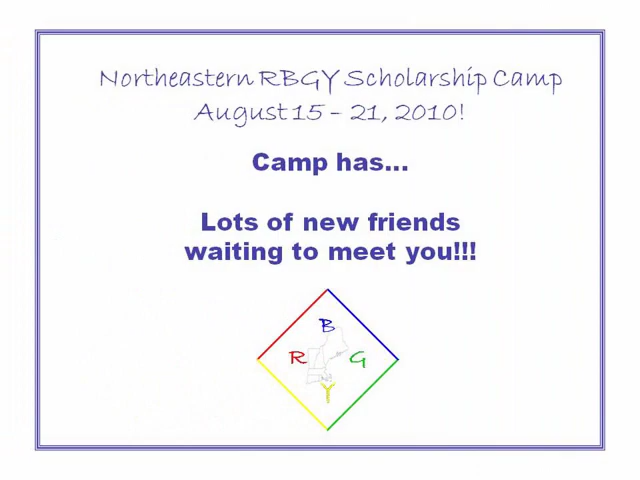 Northeastern RBGY Scholarship Camp
August 15 – 21, 2010!
Camp has...
Lots of new friends
waiting to meet you!!!
B
R G
Y